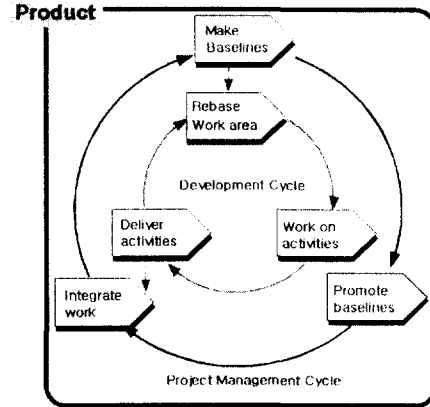 Product
Make
Baselines
Rebase
Work area
Development Cycle
Deliver
activities
Work on
activities
Integrate
work
Promote
baselines
Project Management Cycle